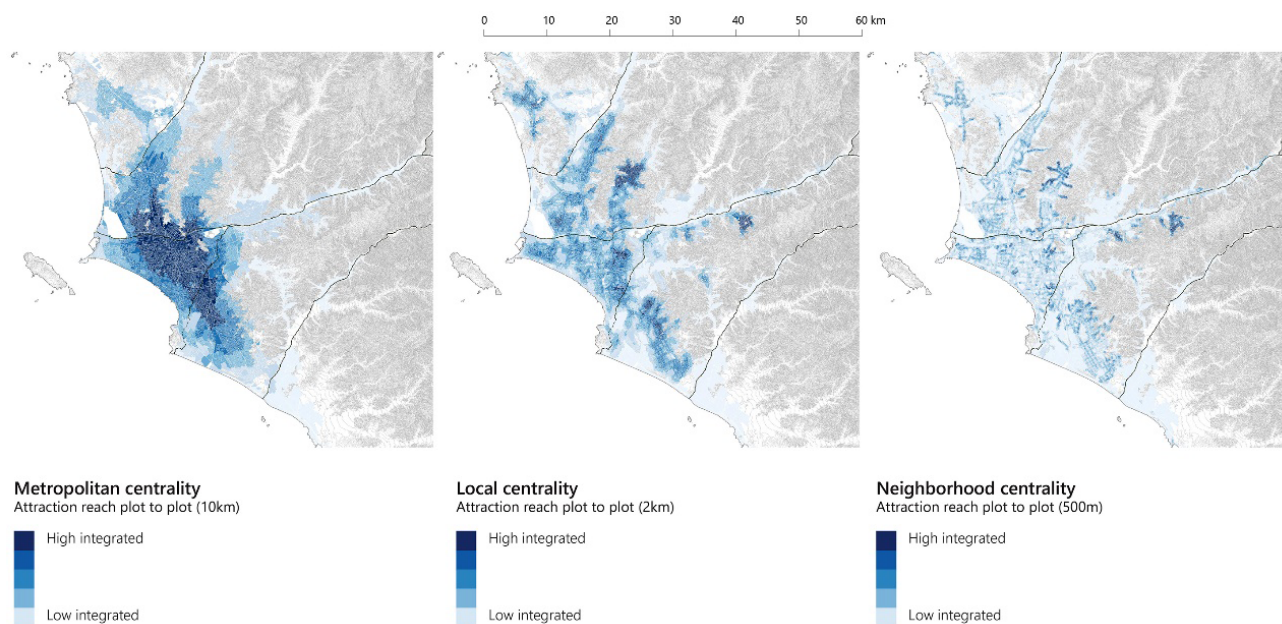 0 10 20 30 40 50 60 km
Metropolitan centrality
Attraction reach plot to plot (10km)
High integrated
Low integrated
Local centrality
Attraction reach plot to plot (2km)
High integrated
Low integrated
Neighborhood centrality
Attraction reach plot to plot (500m)
High integrated
Low integrated